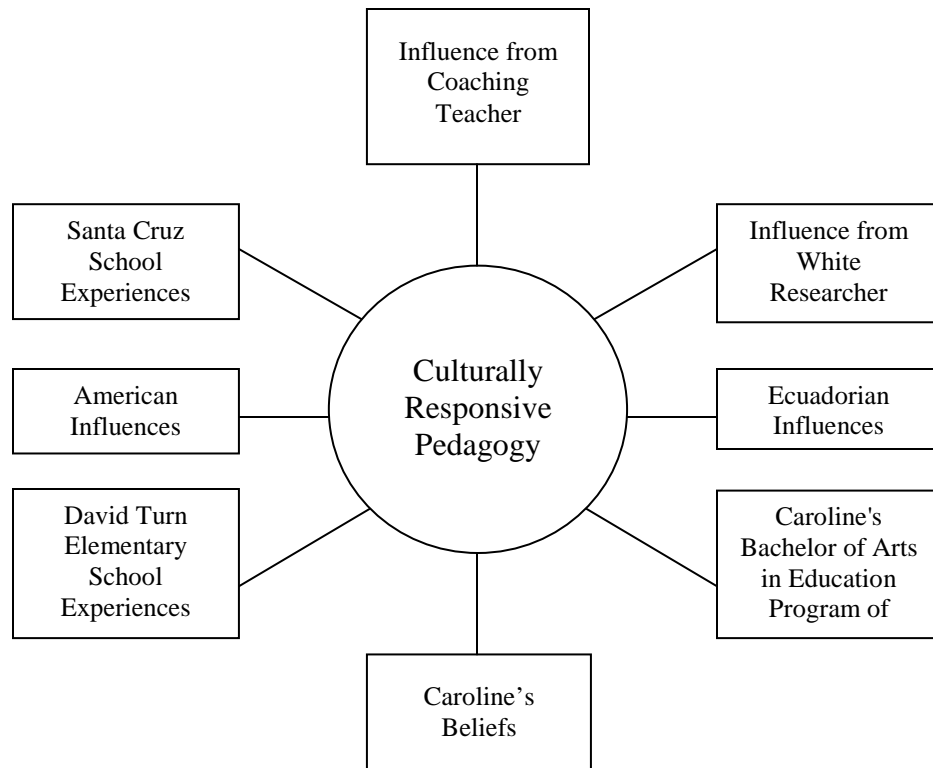 Influence from
Coaching
Teacher
Santa Cruz
School
Experiences
Influence from
White
Researcher
Culturally
Responsive
Pedagogy
American
Influences
Ecuadorian
Influences
David Turn
Elementary
School
Experiences
Caroline's
Bachelor of Arts
in Education
Program of
Caroline’s
Beliefs